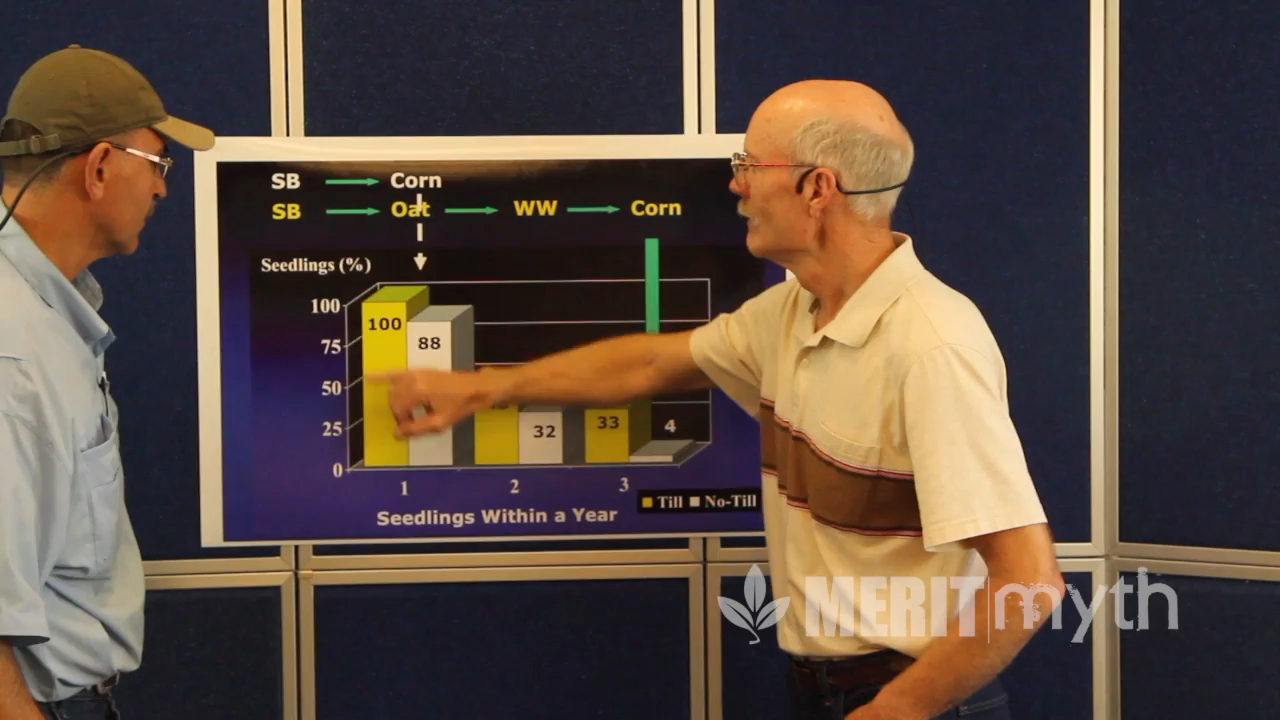 SB → Corn
SB → Oat → WW → Corn
Seedlings (%)
100
75
50
25
0
100
88
32
33
4
1
2
3
Till No-Till
Seedlings Within a Year
MERIT|myth